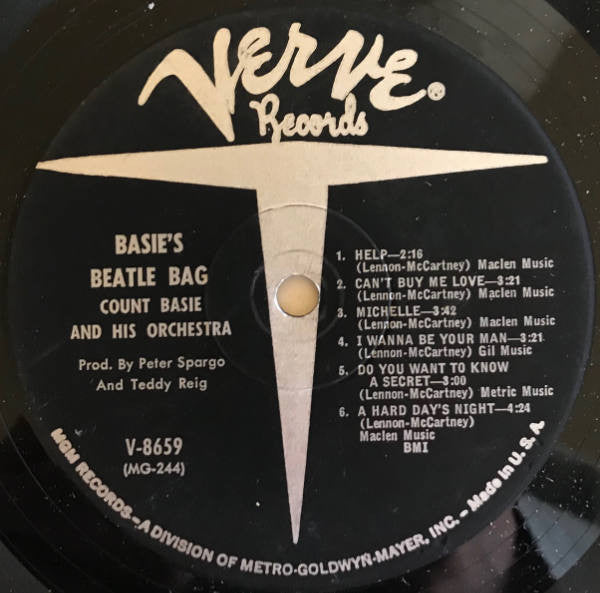 VERVE®
Records
BASIE'S
BEATLE BAG
COUNT BASIE
AND HIS ORCHESTRA
Prod. By Peter Spargo
And Teddy Reig
V-8659
(MG-244)
1. HELP—2:16
(Lennon-McCartney) Maclen Music
2. CAN'T BUY ME LOVE—3:21
(Lennon-McCartney) Maclen Music
3. MICHELLE—3:42
(Lennon-McCartney) Maclen Music
4. I WANNA BE YOUR MAN—3:21
(Lennon-McCartney) Gil Music
5. DO YOU WANT TO KNOW
A SECRET—3:00
(Lennon-McCartney) Metric Music
6. A HARD DAY'S NIGHT—4:24
(Lennon-McCartney)
Maclen Music
BMI
MGM RECORDS—A DIVISION OF METRO-GOLDWYN-MAYER, INC. – Made in U. S. A.